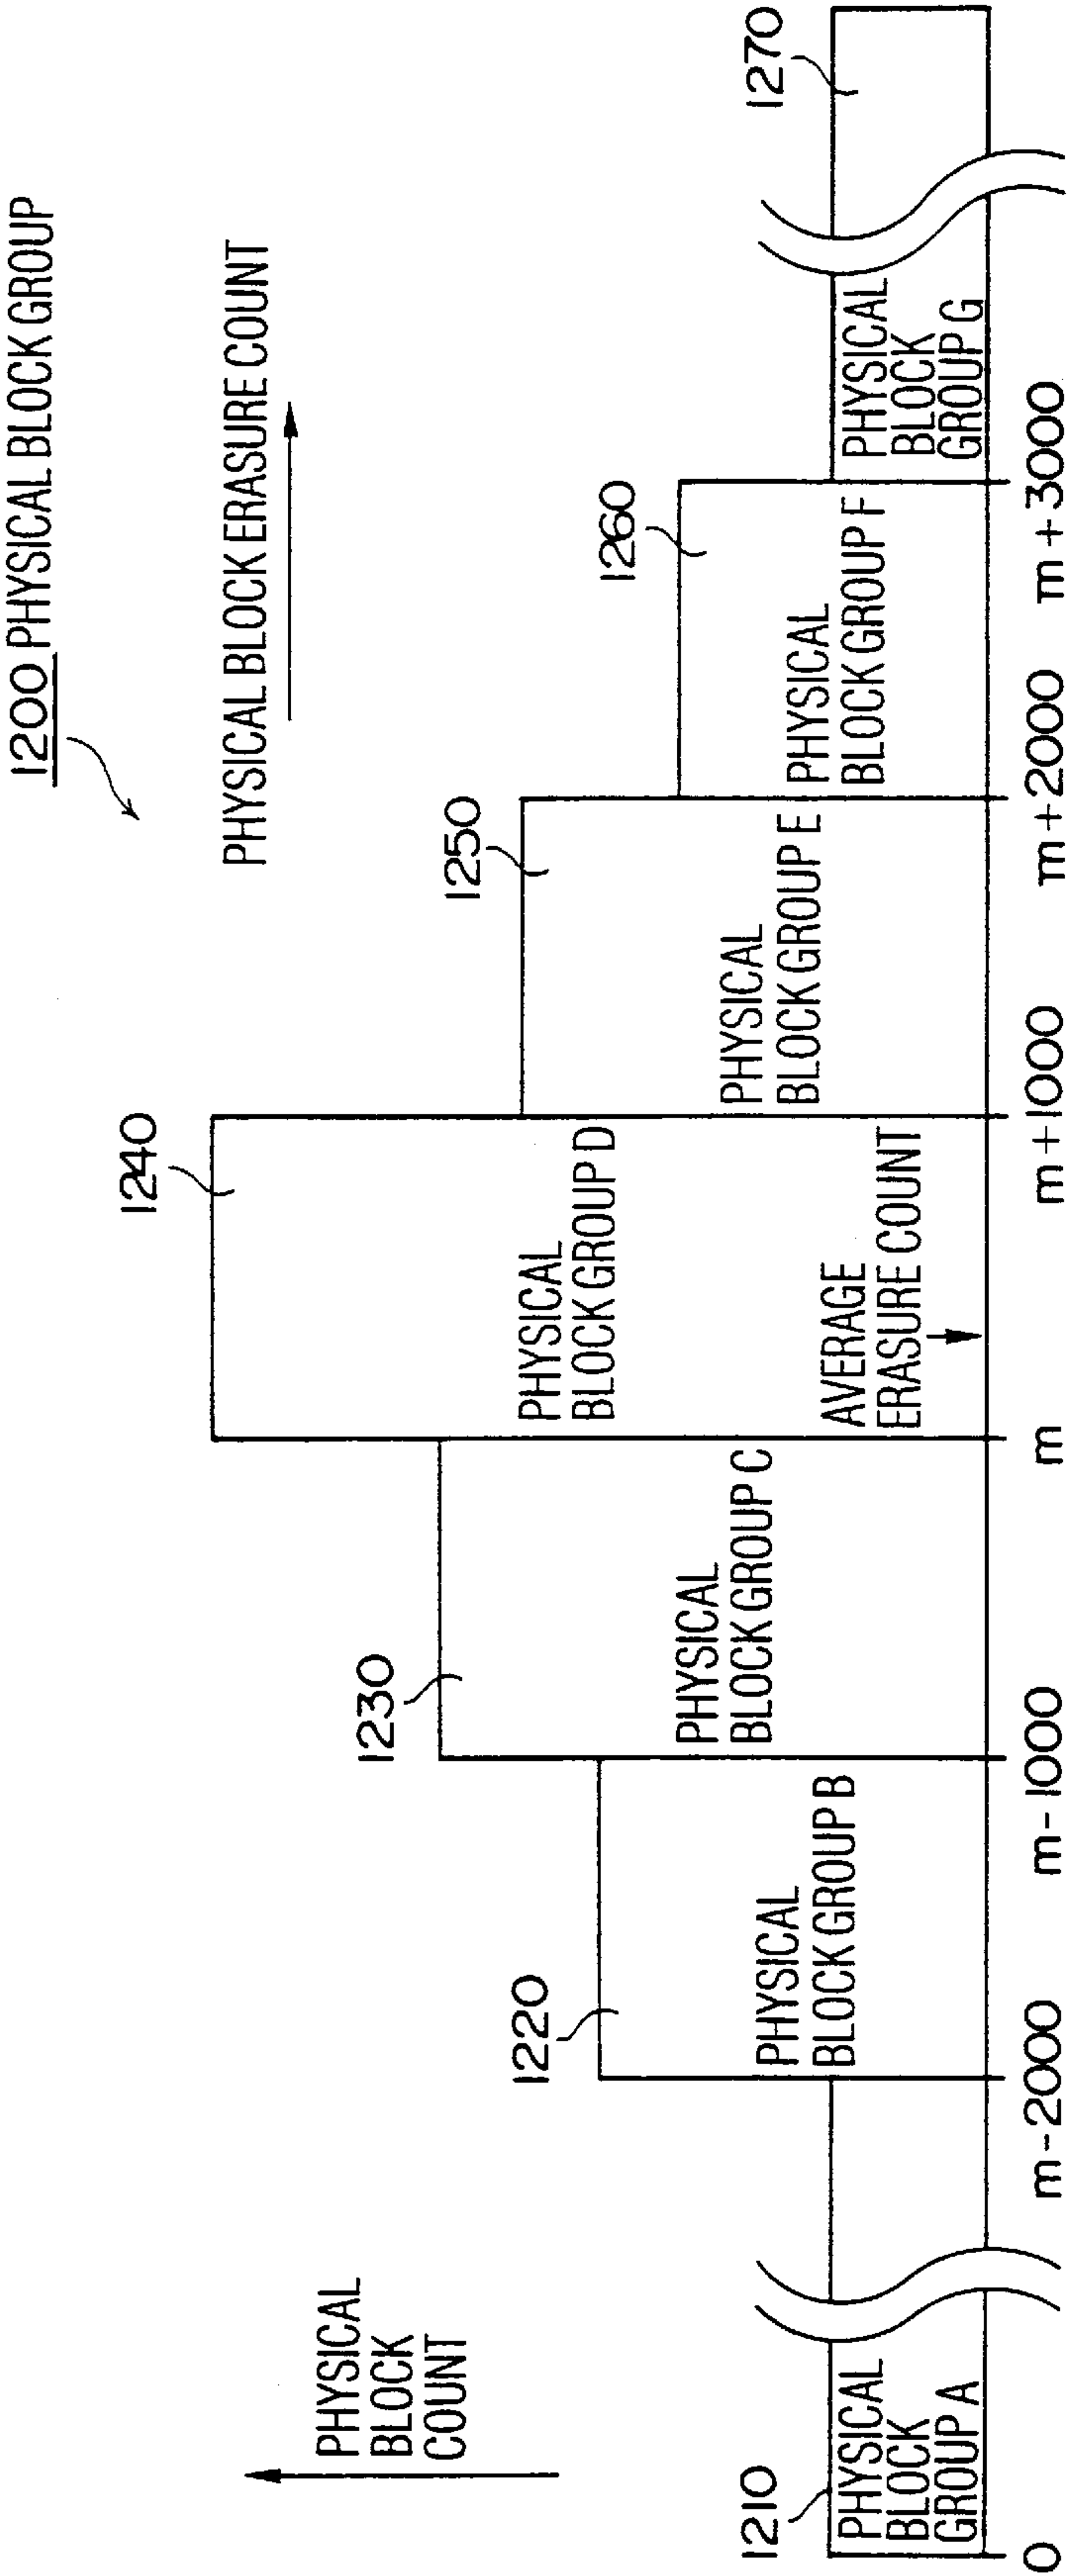 1200 PHYSICAL BLOCK GROUP
PHYSICAL BLOCK ERASURE COUNT
PHYSICAL
BLOCK
COUNT
1210
PHYSICAL
BLOCK
GROUP A
1220
PHYSICAL
BLOCK GROUP B
1230
PHYSICAL
BLOCK GROUP C
1240
PHYSICAL
BLOCK GROUP D
AVERAGE
ERASURE COUNT
1250
PHYSICAL
BLOCK GROUP E
1260
PHYSICAL
BLOCK GROUP F
1270
PHYSICAL
BLOCK
GROUP G
0 m-2000 m-1000 m m+1000 m+2000 m+3000